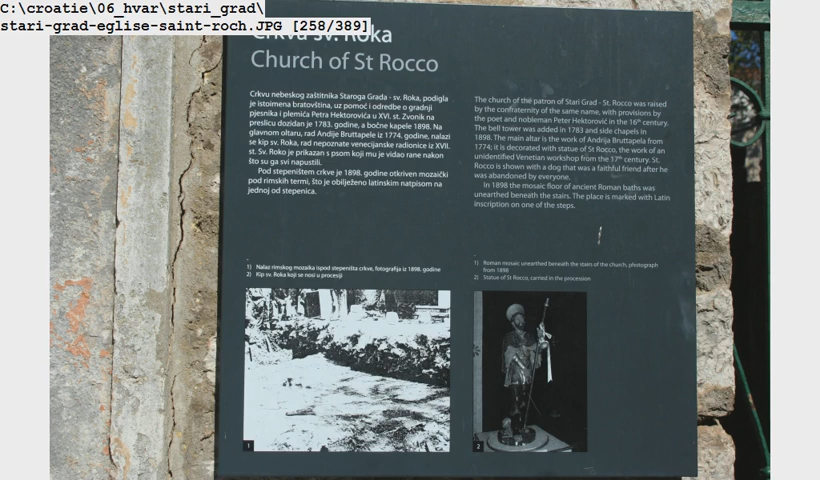 C:\croatie\06_hvar\stari_grad\
stari-grad-eglise-saint-roch.JPG [258/389]
Crkva sv. Roka
Church of St Rocco
Crkvu nebeskog zaštitnika Staroga Grada - sv. Roka, podigla
je istoimena bratovština, uz pomoć i odredbe o gradnji
pjesnika i plemića Petra Hektorovića u XVI. st. Zvonik na
preslicu dozidan je 1783. godine, a bočne kapele 1898. Na
glavnom oltaru, rad Andije Bruttapele iz 1774. godine, nalazi
se kip sv. Roka, rad nepoznate venecijanske radionice iz XVII.
st. Sv. Roko je prikazan s psom koji mu je vidao rane nakon
što su ga svi napustili.
Pod stepeništem crkve je 1898. godine otkriven mozaički
pod rimskih termi, što je obilježeno latinskim natpisom na
jednoj od stepenica.
The church of the patron of Stari Grad - St. Rocco was raised
by the confraternity of the same name, with provisions by
the poet and nobleman Peter Hektorović in the 16th century.
The bell tower was added in 1783 and side chapels in
1898. The main altar is the work of Andrija Bruttapela from
1774; it is decorated with statue of St Rocco, the work of an
unidentified Venetian workshop from the 17th century. St.
Rocco is shown with a dog that was a faithful friend after he
was abandoned by everyone.
In 1898 the mosaic floor of ancient Roman baths was
unearthed beneath the stairs. The place is marked with Latin
inscription on one of the steps.
1) Nalaz rimskog mozaika ispod stepeništa crkve, fotografija iz 1898. godine
2) Kip sv. Roka koji se nosi u procesiji
1) Roman mosaic unearthed beneath the stairs of the church, photograph
from 1898
2) Statue of St Rocco, carried in the procession
1
2